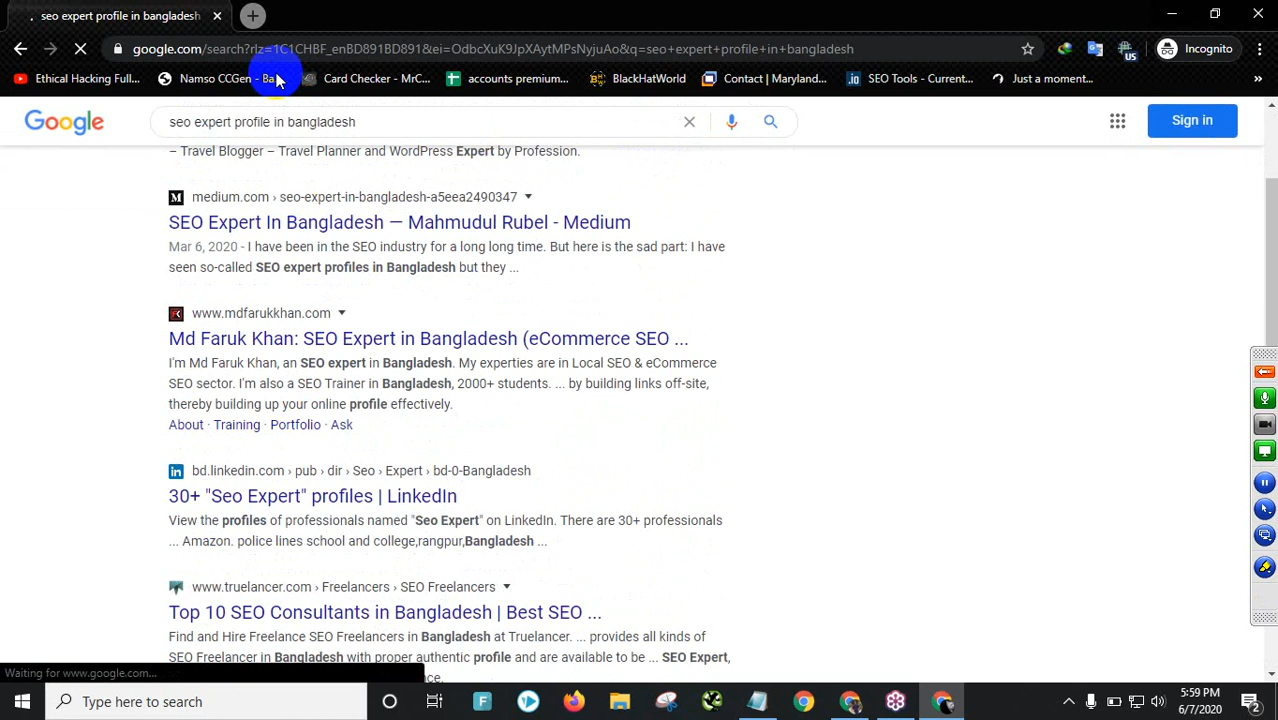 seo expert profile in bangladesh
google.com/search?rlz=1C1CHBF_enBD891BD891&ei=OdbcXuK9JpXAytMPsNyjuAo&q=seo+expert+profile+in+bangladesh
US
Incognito
Ethical Hacking Full...
Namso CCGen - Ba
Card Checker - MrC...
accounts premium...
BlackHatWorld
Contact | Maryland...
.io SEO Tools - Current...
Just a moment...
Google
seo expert profile in bangladesh
Sign in
– Travel Blogger – Travel Planner and WordPress Expert by Profession.
medium.com › seo-expert-in-bangladesh-a5eea2490347
SEO Expert In Bangladesh — Mahmudul Rubel - Medium
Mar 6, 2020 - I have been in the SEO industry for a long long time. But here is the sad part: I have
seen so-called SEO expert profiles in Bangladesh but they ...
www.mdfarukkhan.com
Md Faruk Khan: SEO Expert in Bangladesh (eCommerce SEO ...
I'm Md Faruk Khan, an SEO expert in Bangladesh. My experties are in Local SEO & eCommerce
SEO sector. I'm also a SEO Trainer in Bangladesh, 2000+ students. ... by building links off-site,
thereby building up your online profile effectively.
About · Training · Portfolio · Ask
bd.linkedin.com › pub › dir › Seo › Expert › bd-0-Bangladesh
30+ "Seo Expert" profiles | LinkedIn
View the profiles of professionals named "Seo Expert" on LinkedIn. There are 30+ professionals
... Amazon. police lines school and college,rangpur,Bangladesh ...
www.truelancer.com › Freelancers › SEO Freelancers
Top 10 SEO Consultants in Bangladesh | Best SEO ...
Find and Hire Freelance SEO Freelancers in Bangladesh at Truelancer. ... provides all kinds of
SEO Freelancer in Bangladesh with proper authentic profile and are available to be ... SEO Expert,
Waiting for www.google.com...
Type here to search
5:59 PM
6/7/2020
2